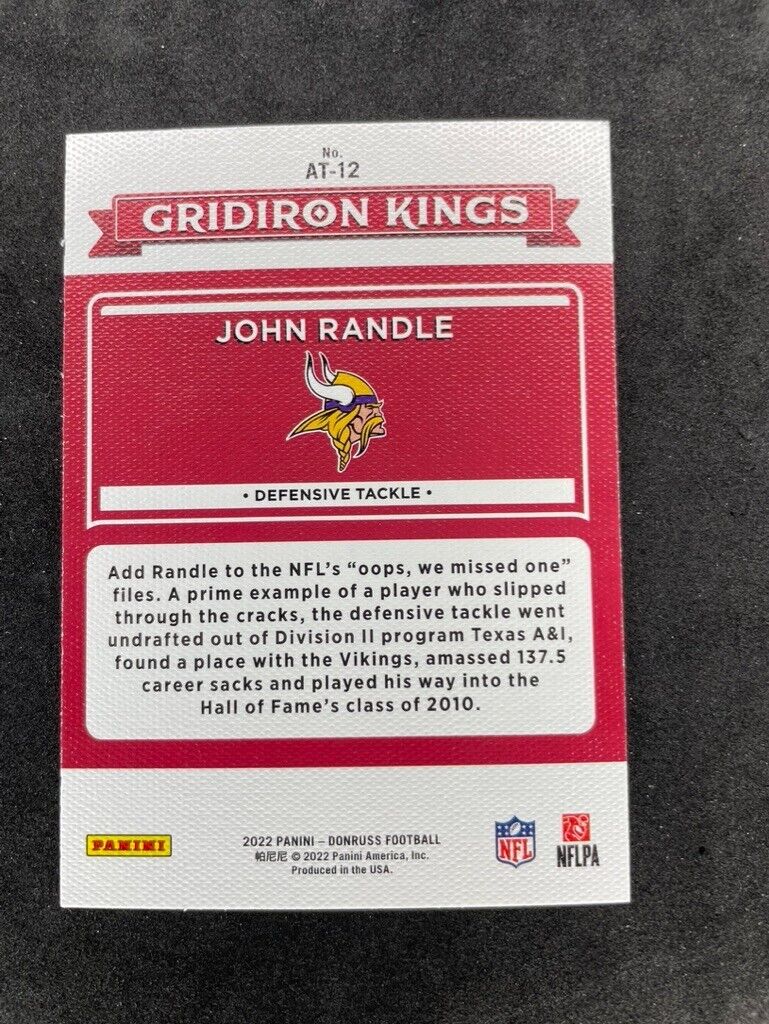 No.
AT-12
GRIDIRON KINGS
JOHN RANDLE
• DEFENSIVE TACKLE •
Add Randle to the NFL's “oops, we missed one”
files. A prime example of a player who slipped
through the cracks, the defensive tackle went
undrafted out of Division II program Texas A&I,
found a place with the Vikings, amassed 137.5
career sacks and played his way into the
Hall of Fame's class of 2010.
PANINI
2022 PANINI – DONRUSS FOOTBALL
帕尼尼 © 2022 Panini America, Inc.
Produced in the USA.
NFL
NFLPA